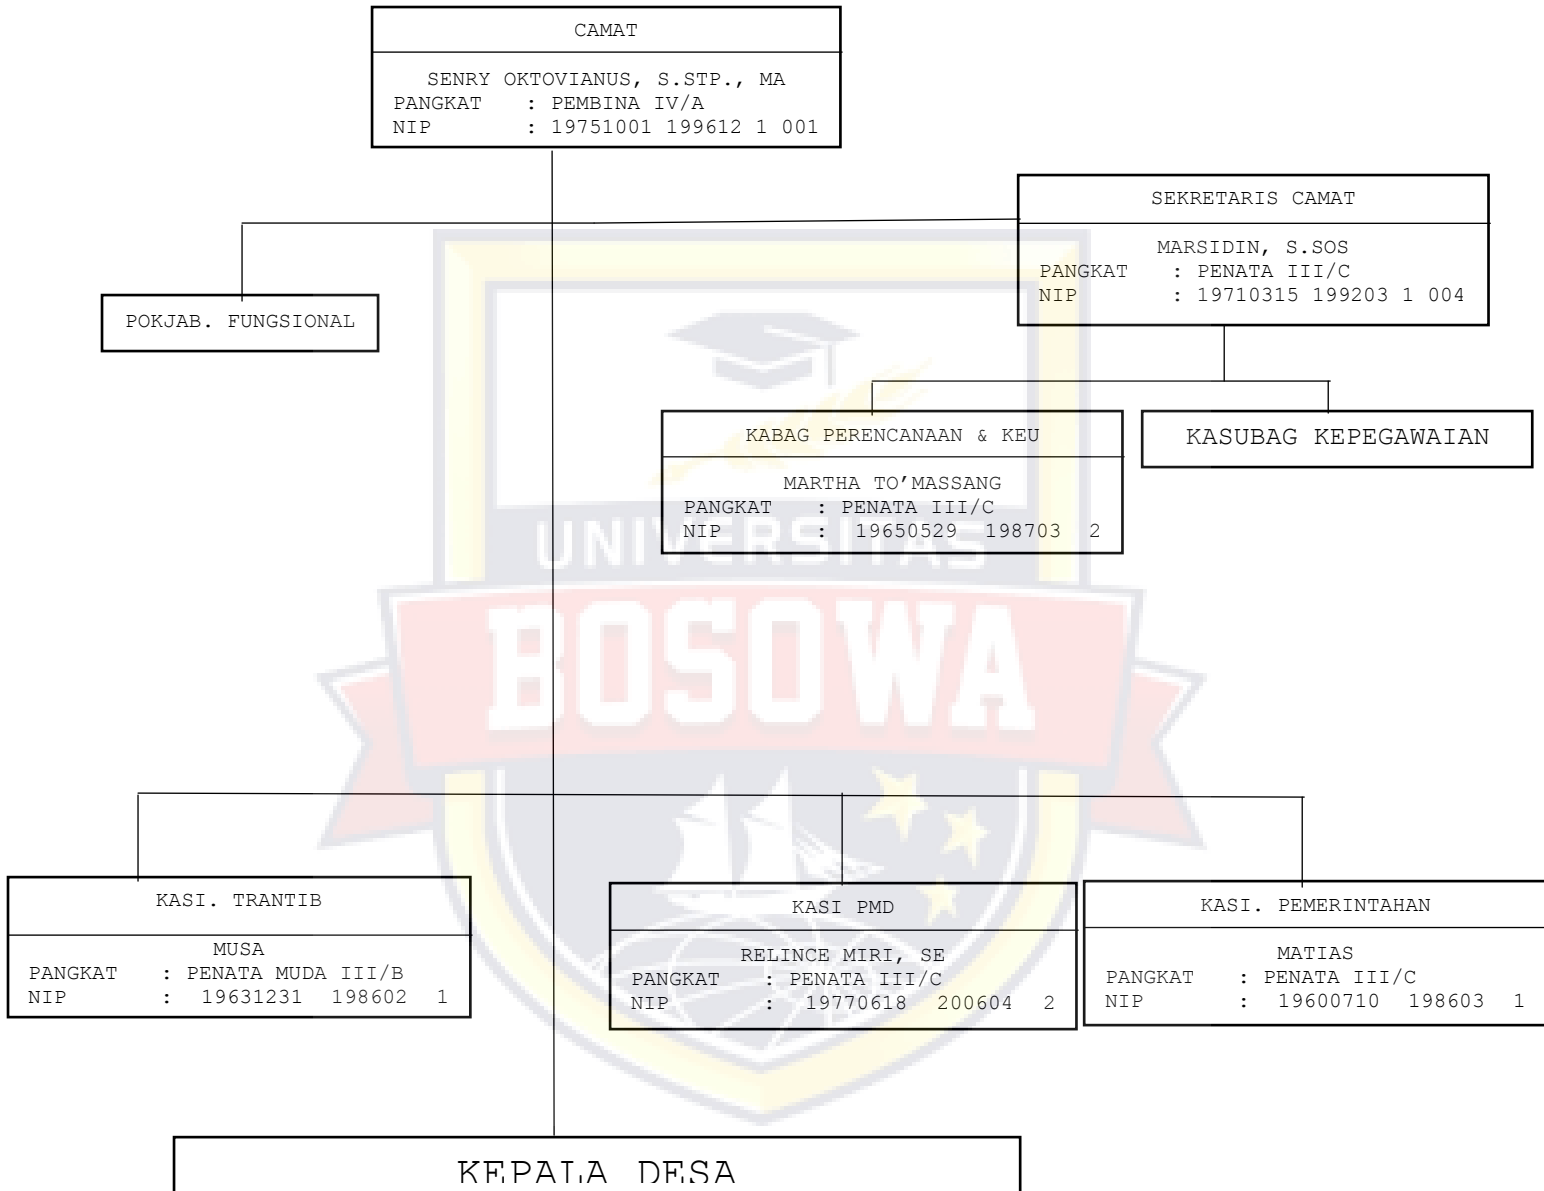 CAMAT
SENRY OKTOVIANUS, S.STP., MA
PANGKAT : PEMBINA IV/A
NIP : 19751001 199612 1 001
SEKRETARIS CAMAT
MARSIDIN, S.SOS
PANGKAT : PENATA III/C
NIP : 19710315 199203 1 004
POKJAB. FUNGSIONAL
KABAG PERENCANAAN & KEU
MARTHA TO’MASSANG
PANGKAT : PENATA III/C
NIP : 19650529 198703 2
KASUBAG KEPEGAWAIAN
UNIVERSITAS
BOSOWA
KASI. TRANTIB
MUSA
PANGKAT : PENATA MUDA III/B
NIP : 19631231 198602 1
KASI PMD
RELINCE MIRI, SE
PANGKAT : PENATA III/C
NIP : 19770618 200604 2
KASI. PEMERINTAHAN
MATIAS
PANGKAT : PENATA III/C
NIP : 19600710 198603 1
KEPALA DESA